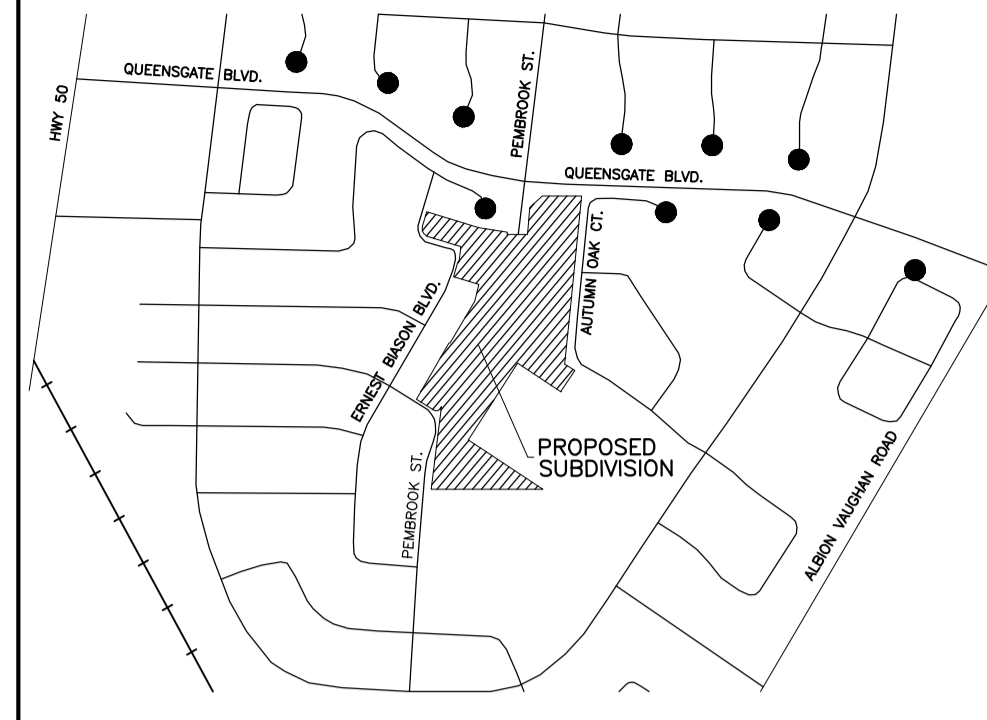 QUEENSGATE BLVD.
HWY 50
PEMBROOK ST.
QUEENSGATE BLVD.
AUTUMN OAK CT.
ERNEST BIASON BLVD.
PROPOSED
SUBDIVISION
PEMBROOK ST.
ALBION VAUGHAN ROAD